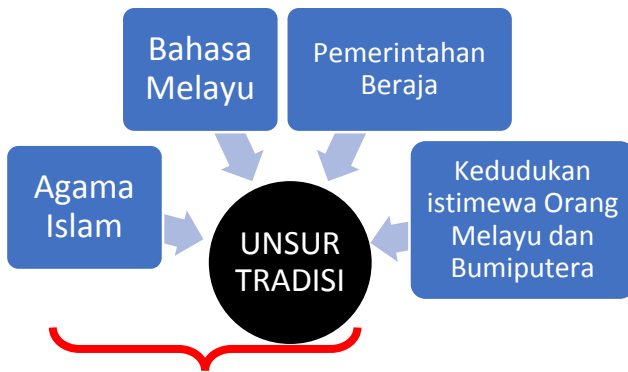 Bahasa
Melayu
Pemerintahan
Beraja
Agama
Islam
Kedudukan
istimewa Orang
Melayu dan
Bumiputera
UNSUR
TRADISI